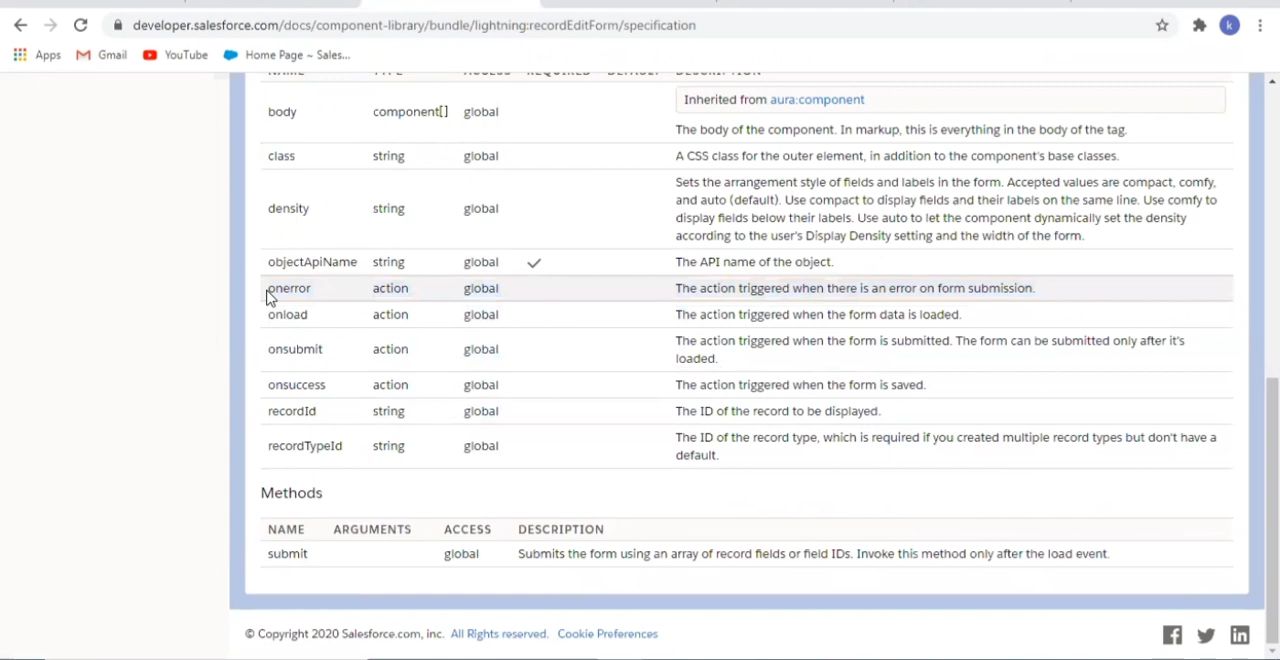 developer.salesforce.com/docs/component-library/bundle/lightning:recordEditForm/specification
k
Apps Gmail YouTube Home Page ~ Sales...
NAME TYPE ACCESS REQUIRED DEFAULT DESCRIPTION
Inherited from aura:component
body component[] global
The body of the component. In markup, this is everything in the body of the tag.
class string global A CSS class for the outer element, in addition to the component's base classes.
Sets the arrangement style of fields and labels in the form. Accepted values are compact, comfy,
and auto (default). Use compact to display fields and their labels on the same line. Use comfy to
density string global
display fields below their labels. Use auto to let the component dynamically set the density
according to the user's Display Density setting and the width of the form.
objectApiName string global The API name of the object.
onerror action global The action triggered when there is an error on form submission.
onload action global The action triggered when the form data is loaded.
onsubmit action global The action triggered when the form is submitted. The form can be submitted only after it's
loaded.
onsuccess action global The action triggered when the form is saved.
recordId string global The ID of the record to be displayed.
recordTypeId string global The ID of the record type, which is required if you created multiple record types but don't have a
default.
Methods
NAME ARGUMENTS ACCESS DESCRIPTION
submit global Submits the form using an array of record fields or field IDs. Invoke this method only after the load event.
© Copyright 2020 Salesforce.com, inc. All Rights reserved. Cookie Preferences